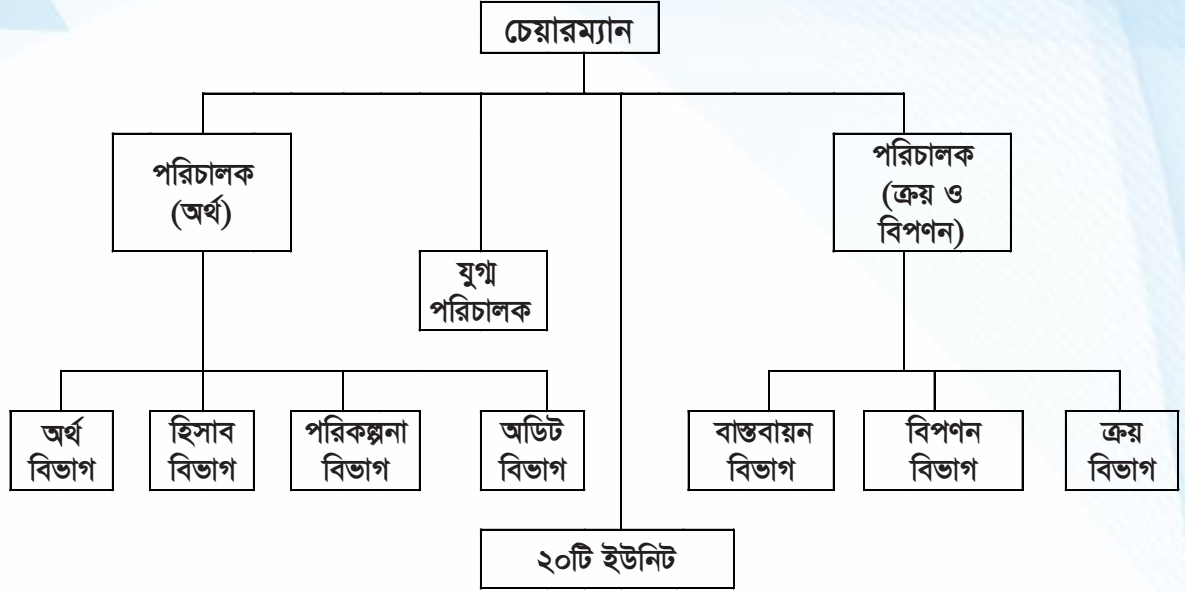 চেয়ারম্যান
পরিচালক
(অর্থ)
যুগ্ম
পরিচালক
পরিচালক
(ক্রয় ও
বিপণন)
অর্থ
বিভাগ
হিসাব
বিভাগ
পরিকল্পনা
বিভাগ
অডিট
বিভাগ
বাস্তবায়ন
বিভাগ
বিপণন
বিভাগ
ক্রয়
বিভাগ
২০টি ইউনিট